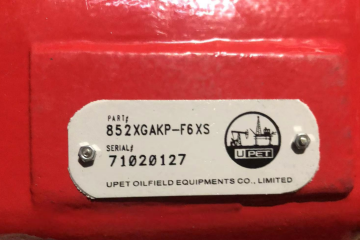 PART#
852XGAKP-F6XS
SERIAL#
71020127
UPET
UPET OILFIELD EQUIPMENTS CO., LIMITED